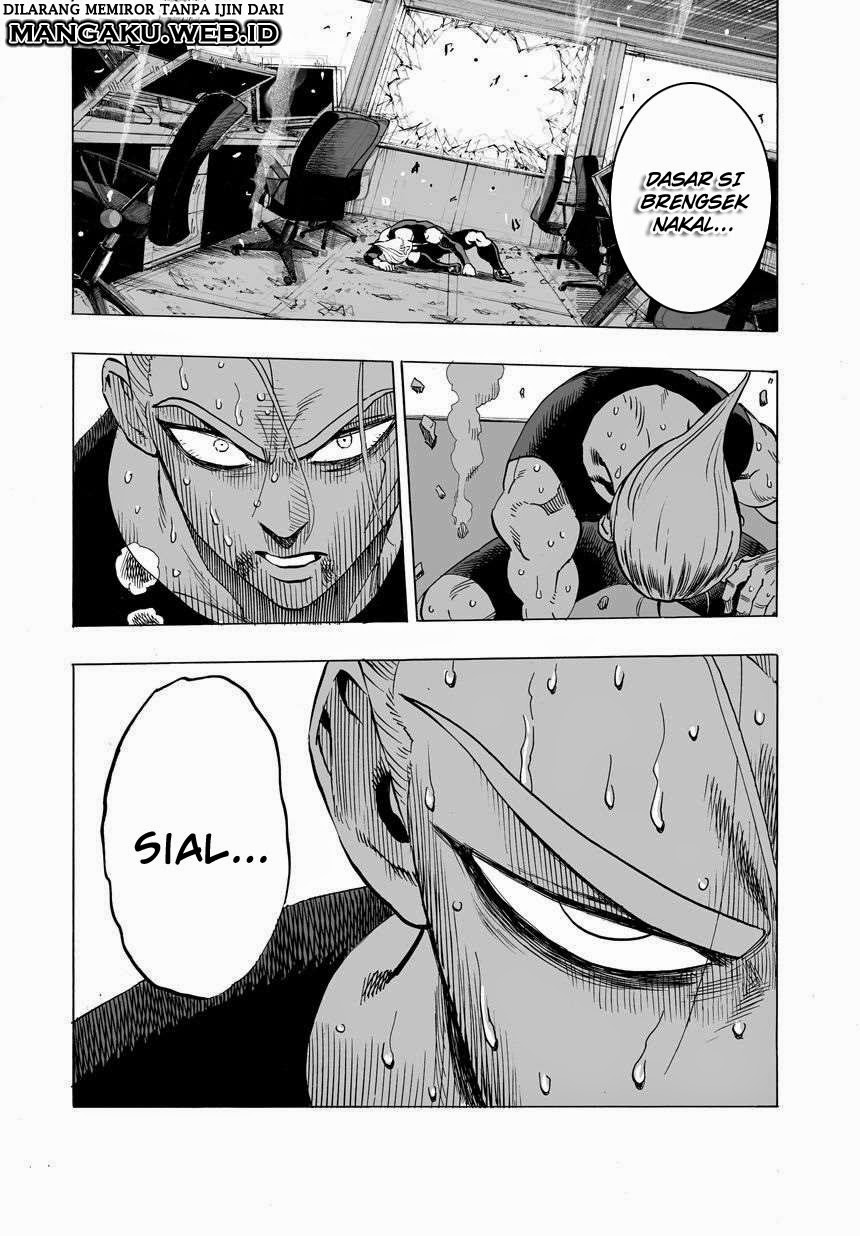 DILARANG MEMIROR TANPA IJIN DARI
MANGAKU.WEB.ID
DASAR SI
BRENGSEK
NAKAL...
SIAL...